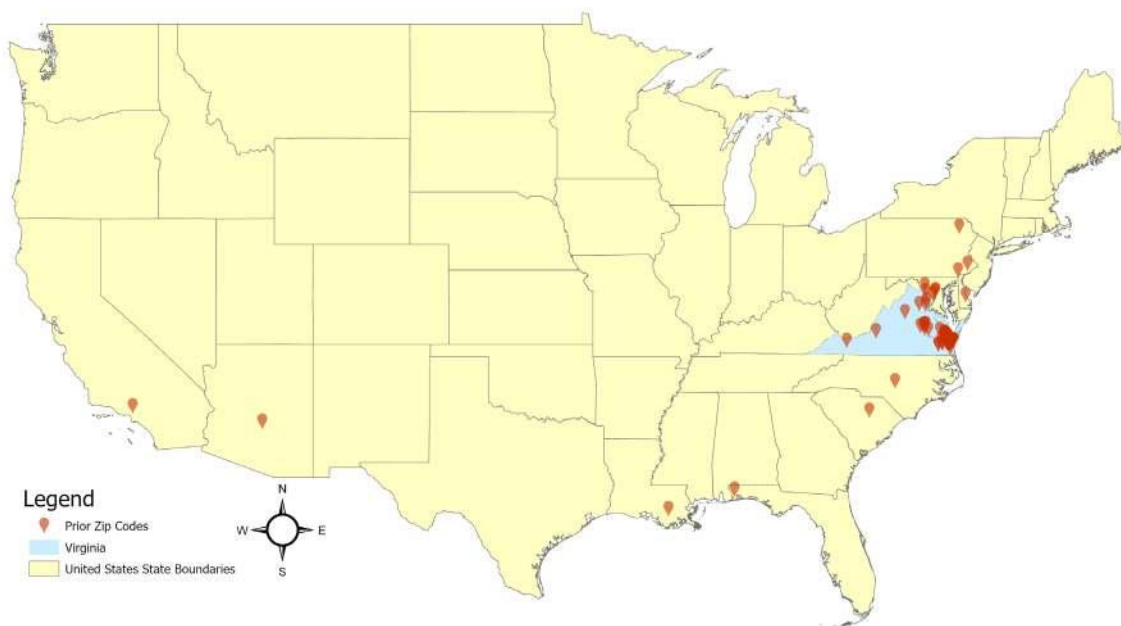 Legend
Prior Zip Codes
Virginia
United States State Boundaries
N
W
E
S